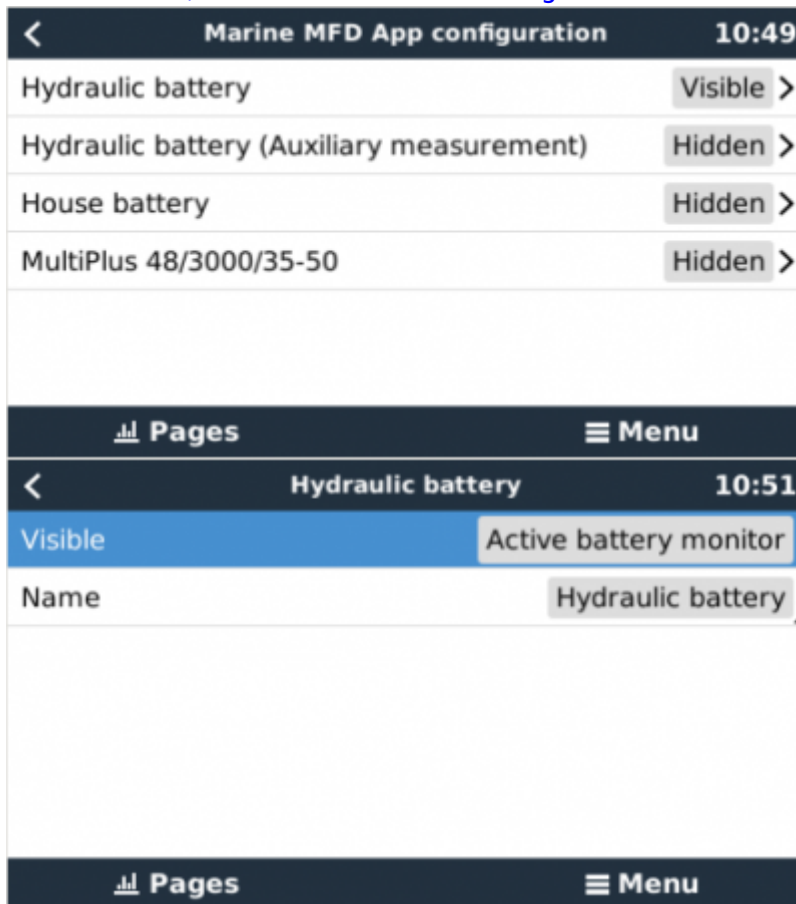 Marine MFD App configuration 10:49
Hydraulic battery Visible
Hydraulic battery (Auxiliary measurement) Hidden
House battery Hidden
MultiPlus 48/3000/35-50 Hidden
Pages Menu
Hydraulic battery 10:51
Visible Active battery monitor
Name Hydraulic battery
Pages Menu